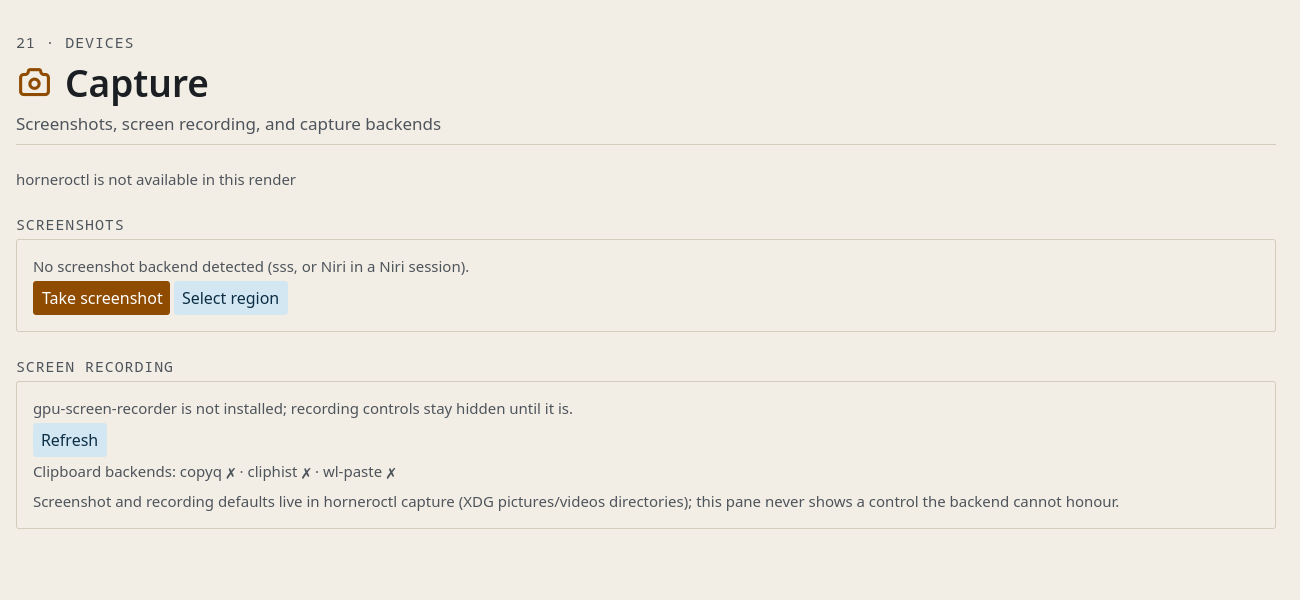 21 · DEVICES
Capture
Screenshots, screen recording, and capture backends
horneroctl is not available in this render
SCREENSHOTS
No screenshot backend detected (sss, or Niri in a Niri session).
Take screenshot Select region
SCREEN RECORDING
gpu-screen-recorder is not installed; recording controls stay hidden until it is.
Refresh
Clipboard backends: copyq ✗ · cliphist ✗ · wl-paste ✗
Screenshot and recording defaults live in horneroctl capture (XDG pictures/videos directories); this pane never shows a control the backend cannot honour.